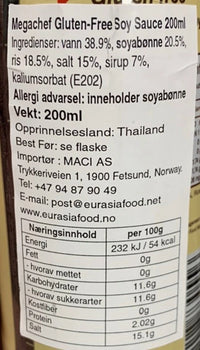 Megachef Gluten-Free Soy Sauce 200ml
Ingredienser: vann 38.9%, soyabønne 20.5%,
ris 18.5%, salt 15%, sirup 7%,
kaliumsorbat (E202)
Allergi advarsel: inneholder soyabønne
Vekt: 200ml
Opprinnelsesland: Thailand
Best Før: se flaske
Importør : MACI AS
Trykkeriveien 1, 1900 Fetsund, Norway.
Tel: +47 94 87 90 49
E-mail: post@eurasiafood.net
www.eurasiafood.no
Næringsinnhold per 100g
Energi 232 kJ / 54 kcal
Fett 0g
- hvorav mettet 0g
Karbohydrater 11.6g
- hvorav sukkerarter 11.6g
Kostfiber 0g
Protein 2.02g
Salt 15.1g